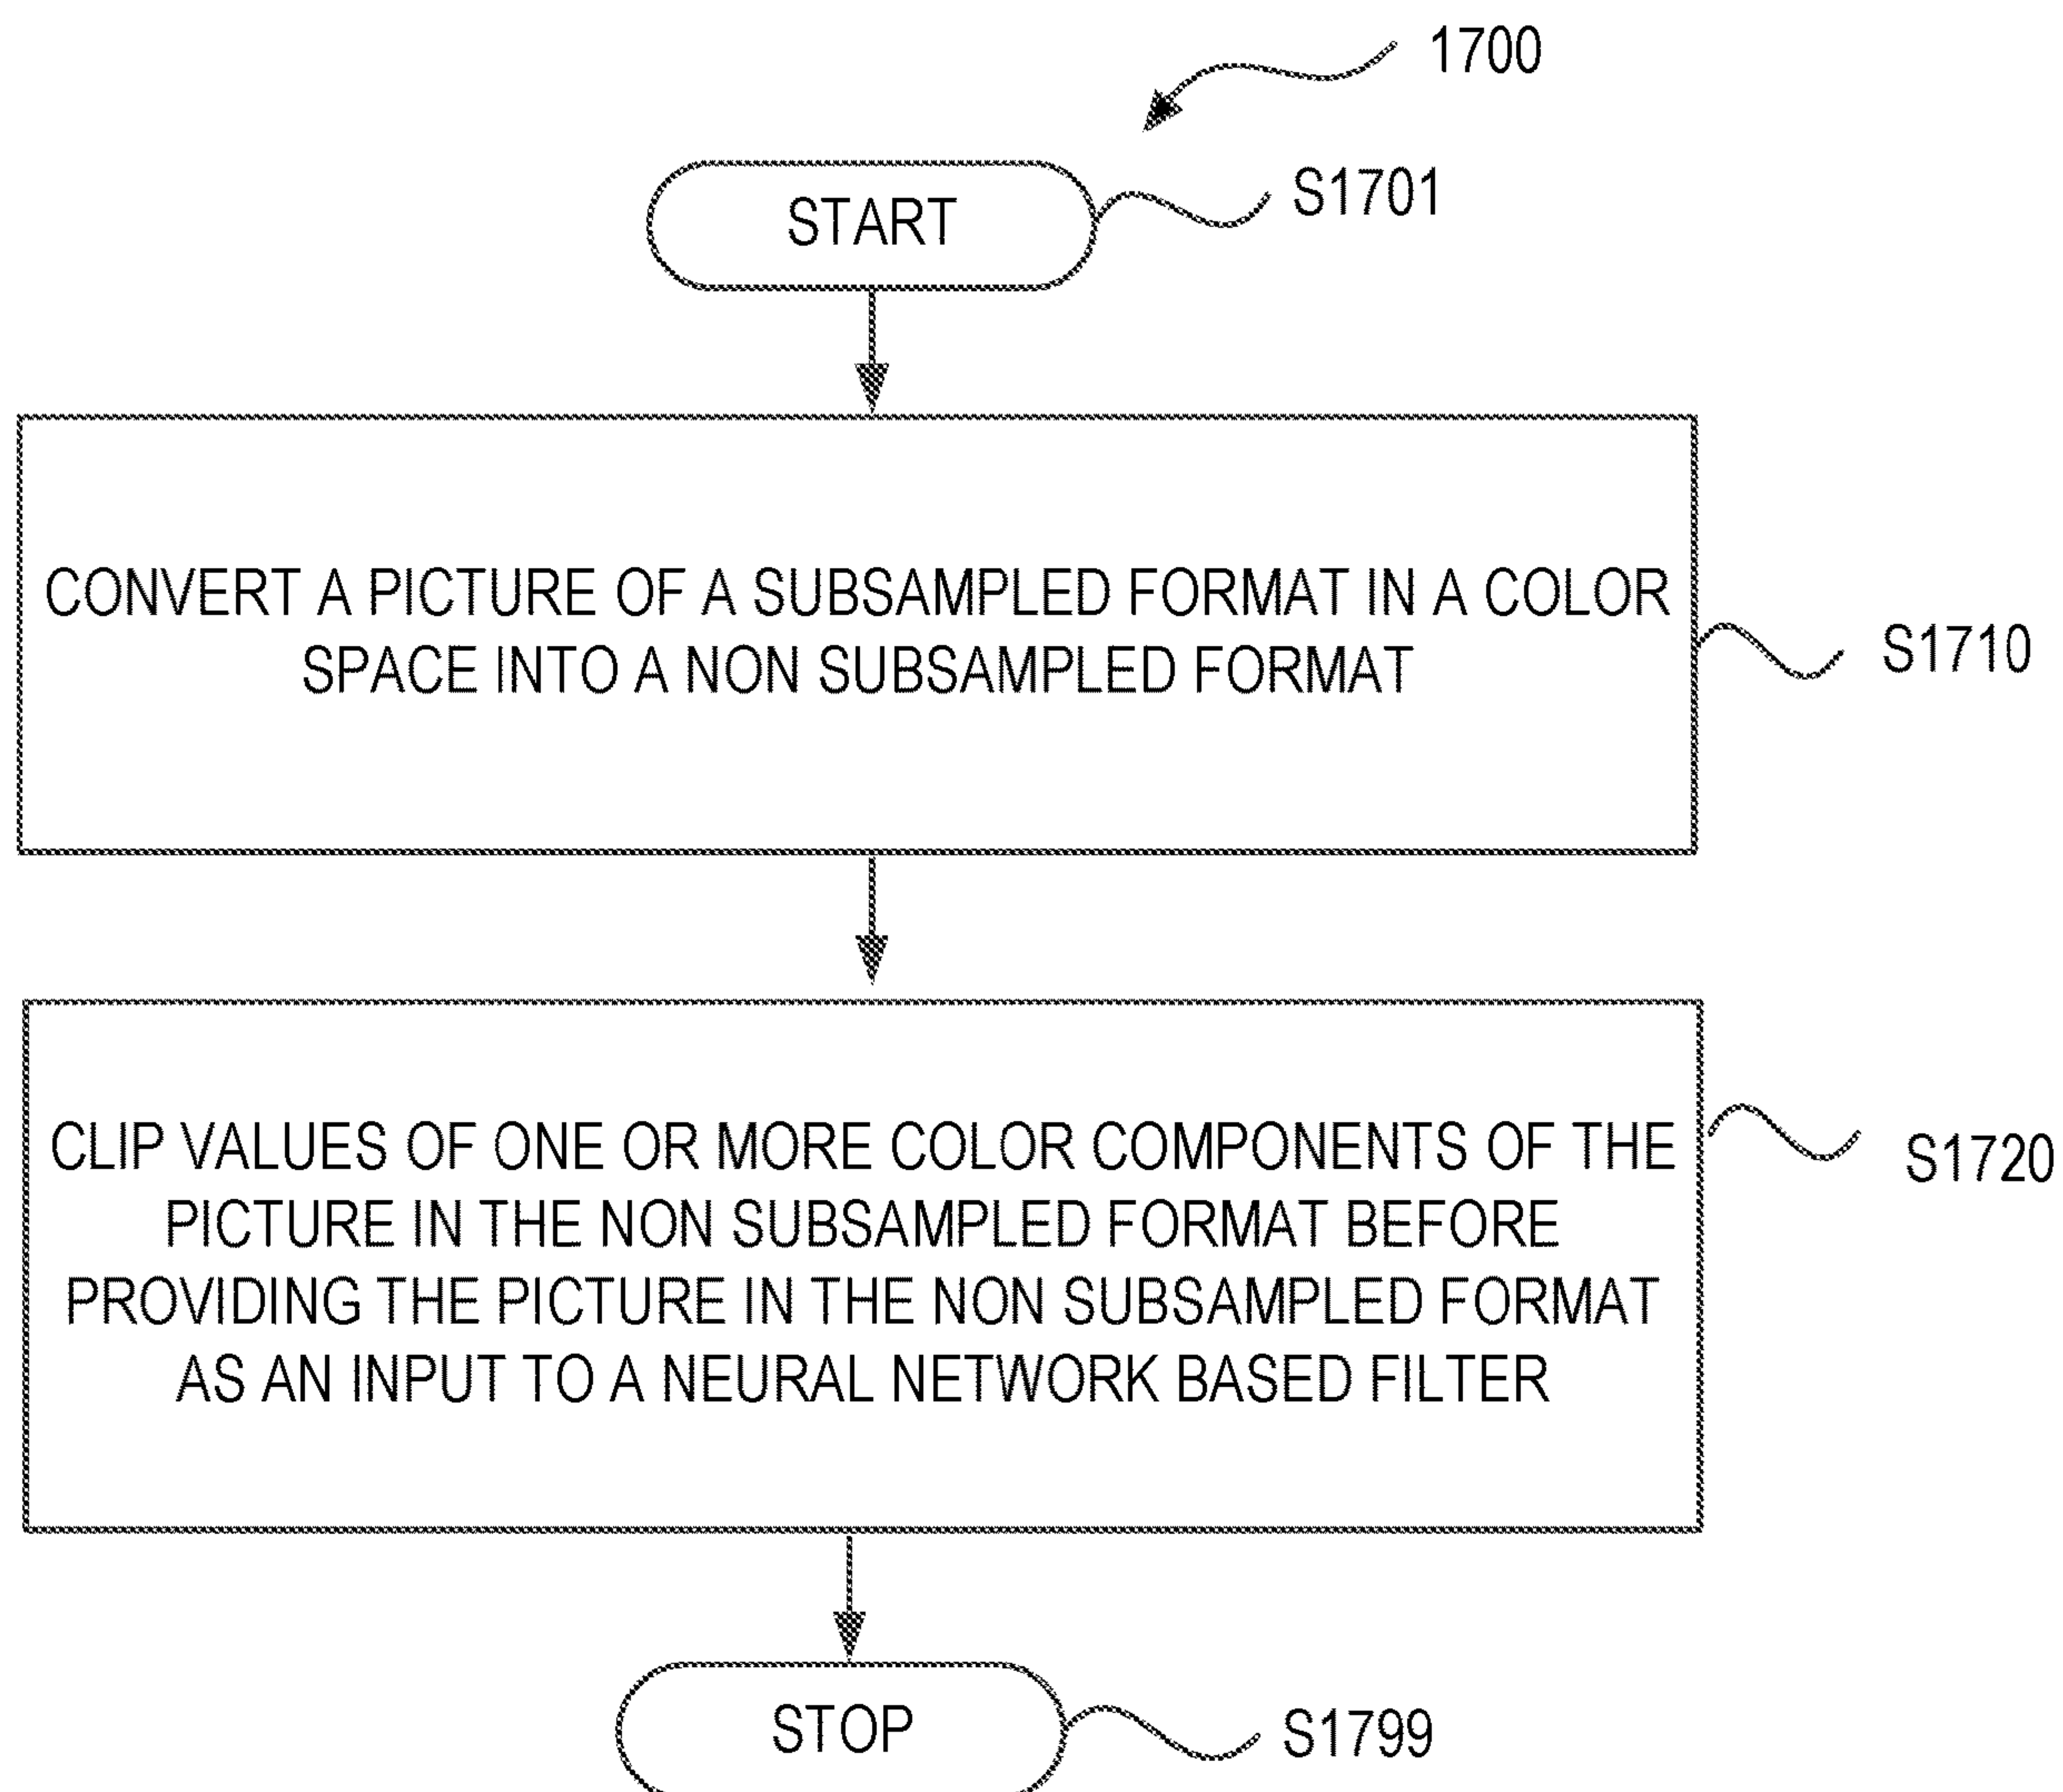 1700
START
S1701
CONVERT A PICTURE OF A SUBSAMPLED FORMAT IN A COLOR
SPACE INTO A NON SUBSAMPLED FORMAT
S1710
CLIP VALUES OF ONE OR MORE COLOR COMPONENTS OF THE
PICTURE IN THE NON SUBSAMPLED FORMAT BEFORE
PROVIDING THE PICTURE IN THE NON SUBSAMPLED FORMAT
AS AN INPUT TO A NEURAL NETWORK BASED FILTER
S1720
STOP
S1799